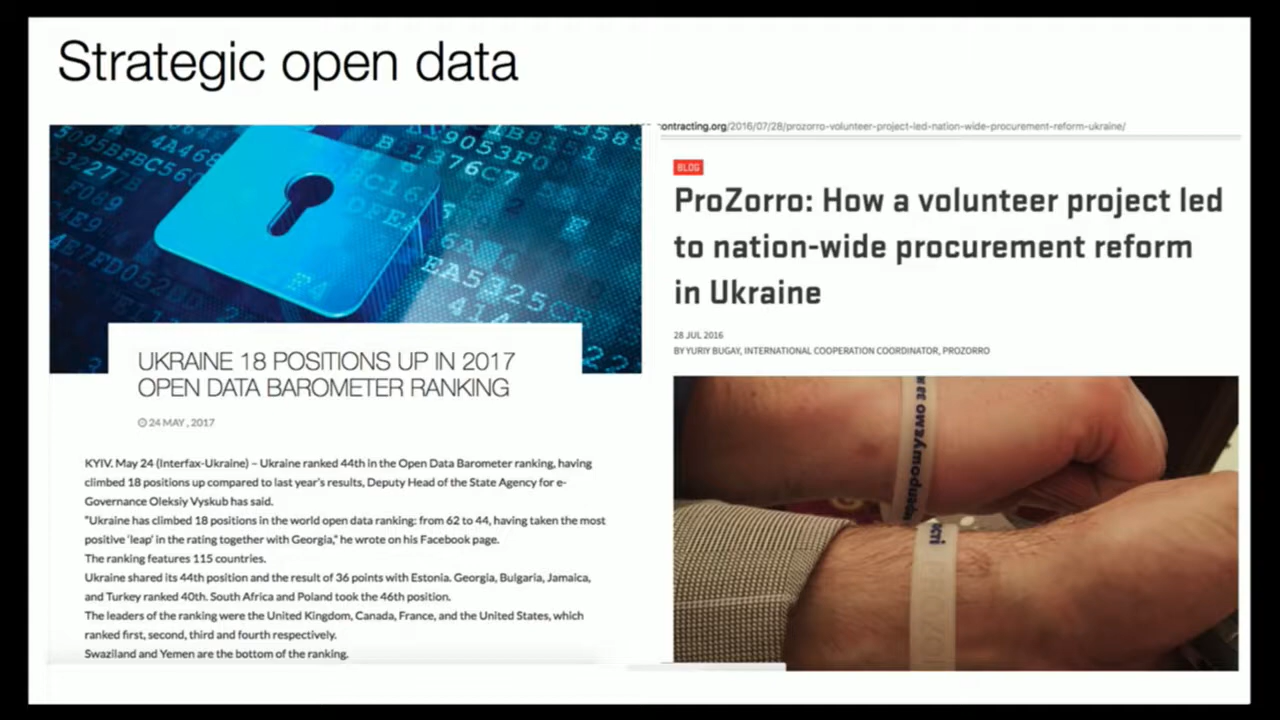 Strategic open data
UKRAINE 18 POSITIONS UP IN 2017
OPEN DATA BAROMETER RANKING
24 MAY , 2017
KYIV. May 24 (Interfax-Ukraine) – Ukraine ranked 44th in the Open Data Barometer ranking, having
climbed 18 positions up compared to last year's results, Deputy Head of the State Agency for e-
Governance Oleksiy Vyskub has said.
"Ukraine has climbed 18 positions in the world open data ranking: from 62 to 44, having taken the most
positive 'leap' in the rating together with Georgia," he wrote on his Facebook page.
The ranking features 115 countries.
Ukraine shared its 44th position and the result of 36 points with Estonia. Georgia, Bulgaria, Jamaica,
and Turkey ranked 40th. South Africa and Poland took the 46th position.
The leaders of the ranking were the United Kingdom, Canada, France, and the United States, which
ranked first, second, third and fourth respectively.
Swaziland and Yemen are the bottom of the ranking.
ontracting.org/2016/07/28/prozorro-volunteer-project-led-nation-wide-procurement-reform-ukraine/
BLOG
ProZorro: How a volunteer project led
to nation-wide procurement reform
in Ukraine
28 JUL 2016
BY YURIY BUGAY, INTERNATIONAL COOPERATION COORDINATOR, PROZORRO